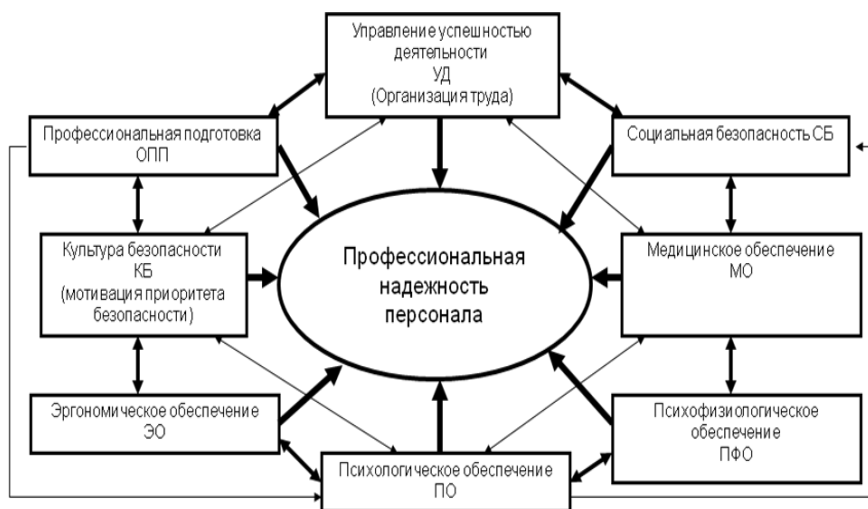 Управление успешностью
деятельности
УД
(Организация труда)
Профессиональная подготовка
ОПП
Социальная безопасность СБ
Культура безопасности
КБ
(мотивация приоритета
безопасности)
Профессиональная
надежность
персонала
Медицинское обеспечение
МО
Эргономическое обеспечение
ЭО
Психологическое обеспечение
ПО
Психофизиологическое
обеспечение
ПФО